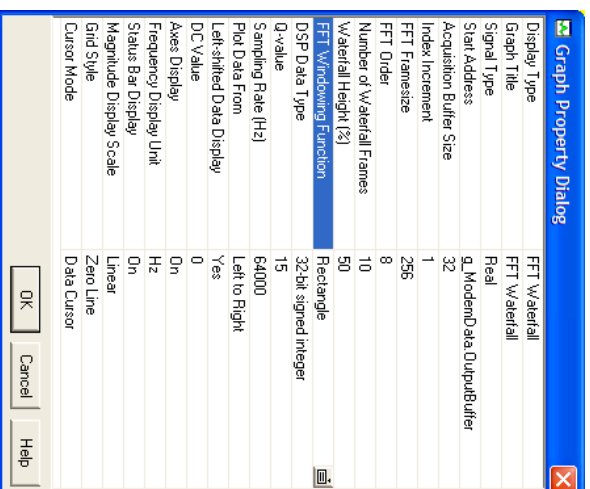 Graph Property Dialog
Display Type FFT Waterfall
Graph Title FFT Waterfall
Signal Type Real
Start Address g_ModemData.OutputBuffer
Acquisition Buffer Size 32
Index Increment 1
FFT Framesize 256
FFT Order 8
Number of Waterfall Frames 10
Waterfall Height (%) 50
FFT Windowing Function Rectangle
DSP Data Type 32-bit signed integer
Q-value 15
Sampling Rate (Hz) 64000
Plot Data From Left to Right
Left-shifted Data Display Yes
DC Value 0
Axes Display On
Frequency Display Unit Hz
Status Bar Display On
Magnitude Display Scale Linear
Grid Style Zero Line
Cursor Mode Data Cursor
OK Cancel Help